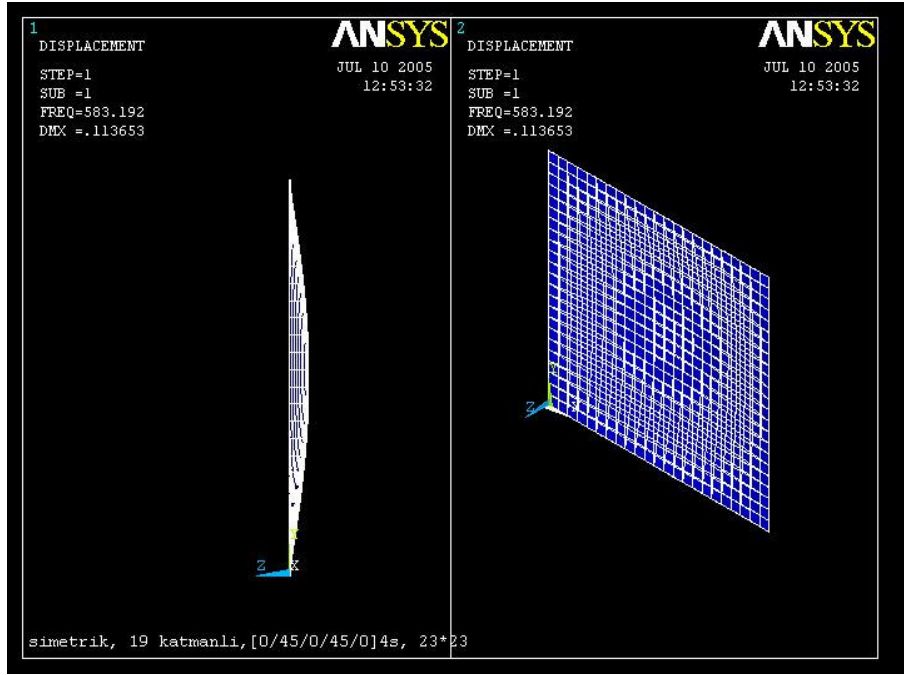 1
ANSYS
DISPLACEMENT
JUL 10 2005
12:53:32
STEP=1
SUB =1
FREQ=583.192
DMX =.113653
Y
Z X
simetrik, 19 katmanli,[0/45/0/45/0]4s, 23*23
2
ANSYS
DISPLACEMENT
JUL 10 2005
12:53:32
STEP=1
SUB =1
FREQ=583.192
DMX =.113653
Y
Z X